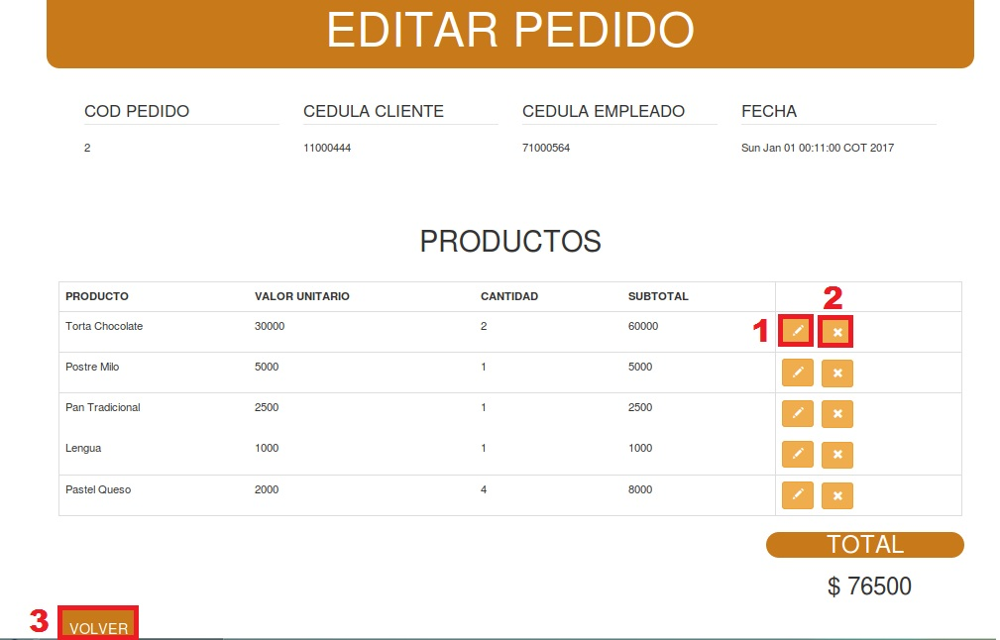 EDITAR PEDIDO
COD PEDIDO CEDULA CLIENTE CEDULA EMPLEADO FECHA
2 11000444 71000564 Sun Jan 01 00:11:00 COT 2017
PRODUCTOS
2
PRODUCTO VALOR UNITARIO CANTIDAD SUBTOTAL
Torta Chocolate 30000 2 60000 1
Postre Milo 5000 1 5000
Pan Tradicional 2500 1 2500
Lengua 1000 1 1000
Pastel Queso 2000 4 8000
TOTAL
$ 76500
3 VOLVER